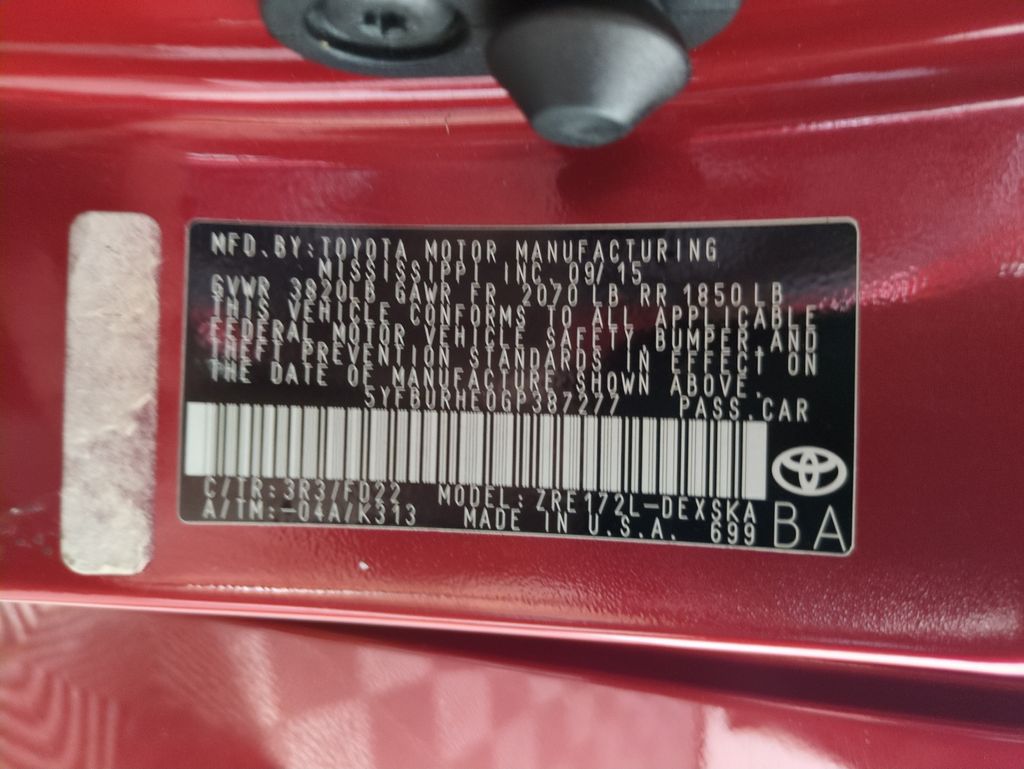 MFD. BY: TOYOTA MOTOR MANUFACTURING
MISSISSIPPI INC. 09/15
GVWR 3820LB GAWR FR 2070 LB RR 1850 LB
THIS VEHICLE CONFORMS TO ALL APPLICABLE
FEDERAL MOTOR VEHICLE SAFETY, BUMPER, AND
THEFT PREVENTION STANDARDS IN EFFECT ON
THE DATE OF MANUFACTURE SHOWN ABOVE.
5YFBURHE0GP387277 PASS. CAR
C/TR: 3R3/FD22 MODEL: ZRE172L-DEXSKA
A/TM: -04A/K313 MADE IN U.S.A. 699 BA